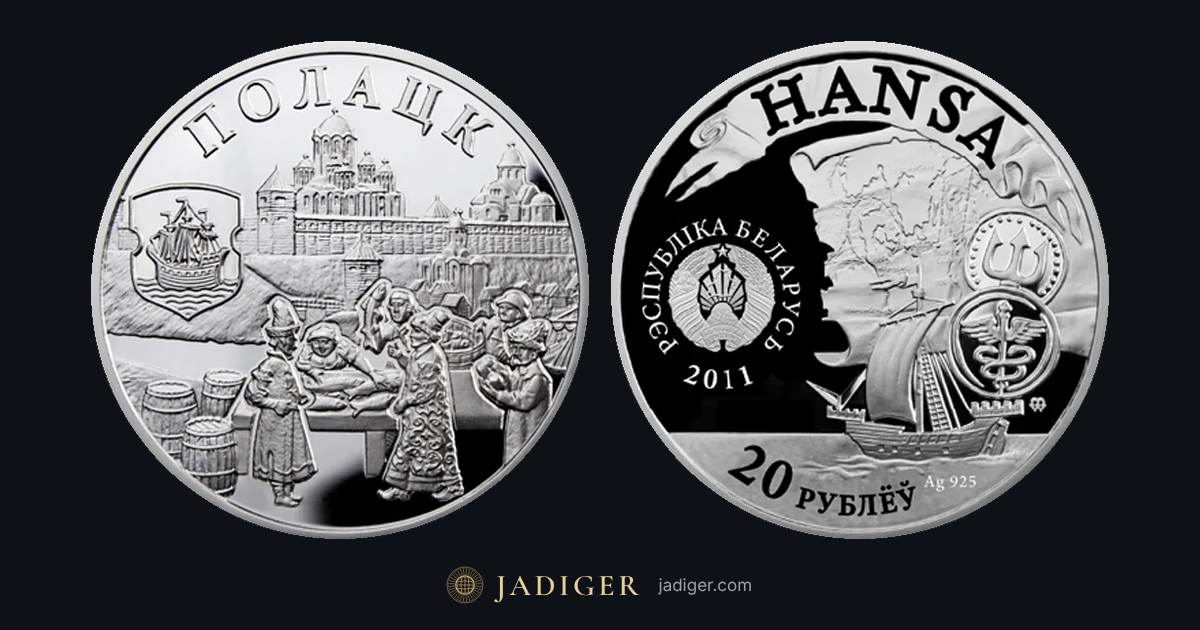 ПОЛАЦК
HANSA
РЭСПУБЛІКА БЕЛАРУСЬ
2011
20 РУБЛЁЎ
Ag 925
JADIGER
jadiger.com